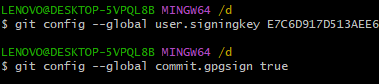 LENOVO@DESKTOP-5VPQL8B MINGW64 /d
$ git config --global user.signingkey E7C6D917D513AEE6
LENOVO@DESKTOP-5VPQL8B MINGW64 /d
$ git config --global commit.gpgsign true